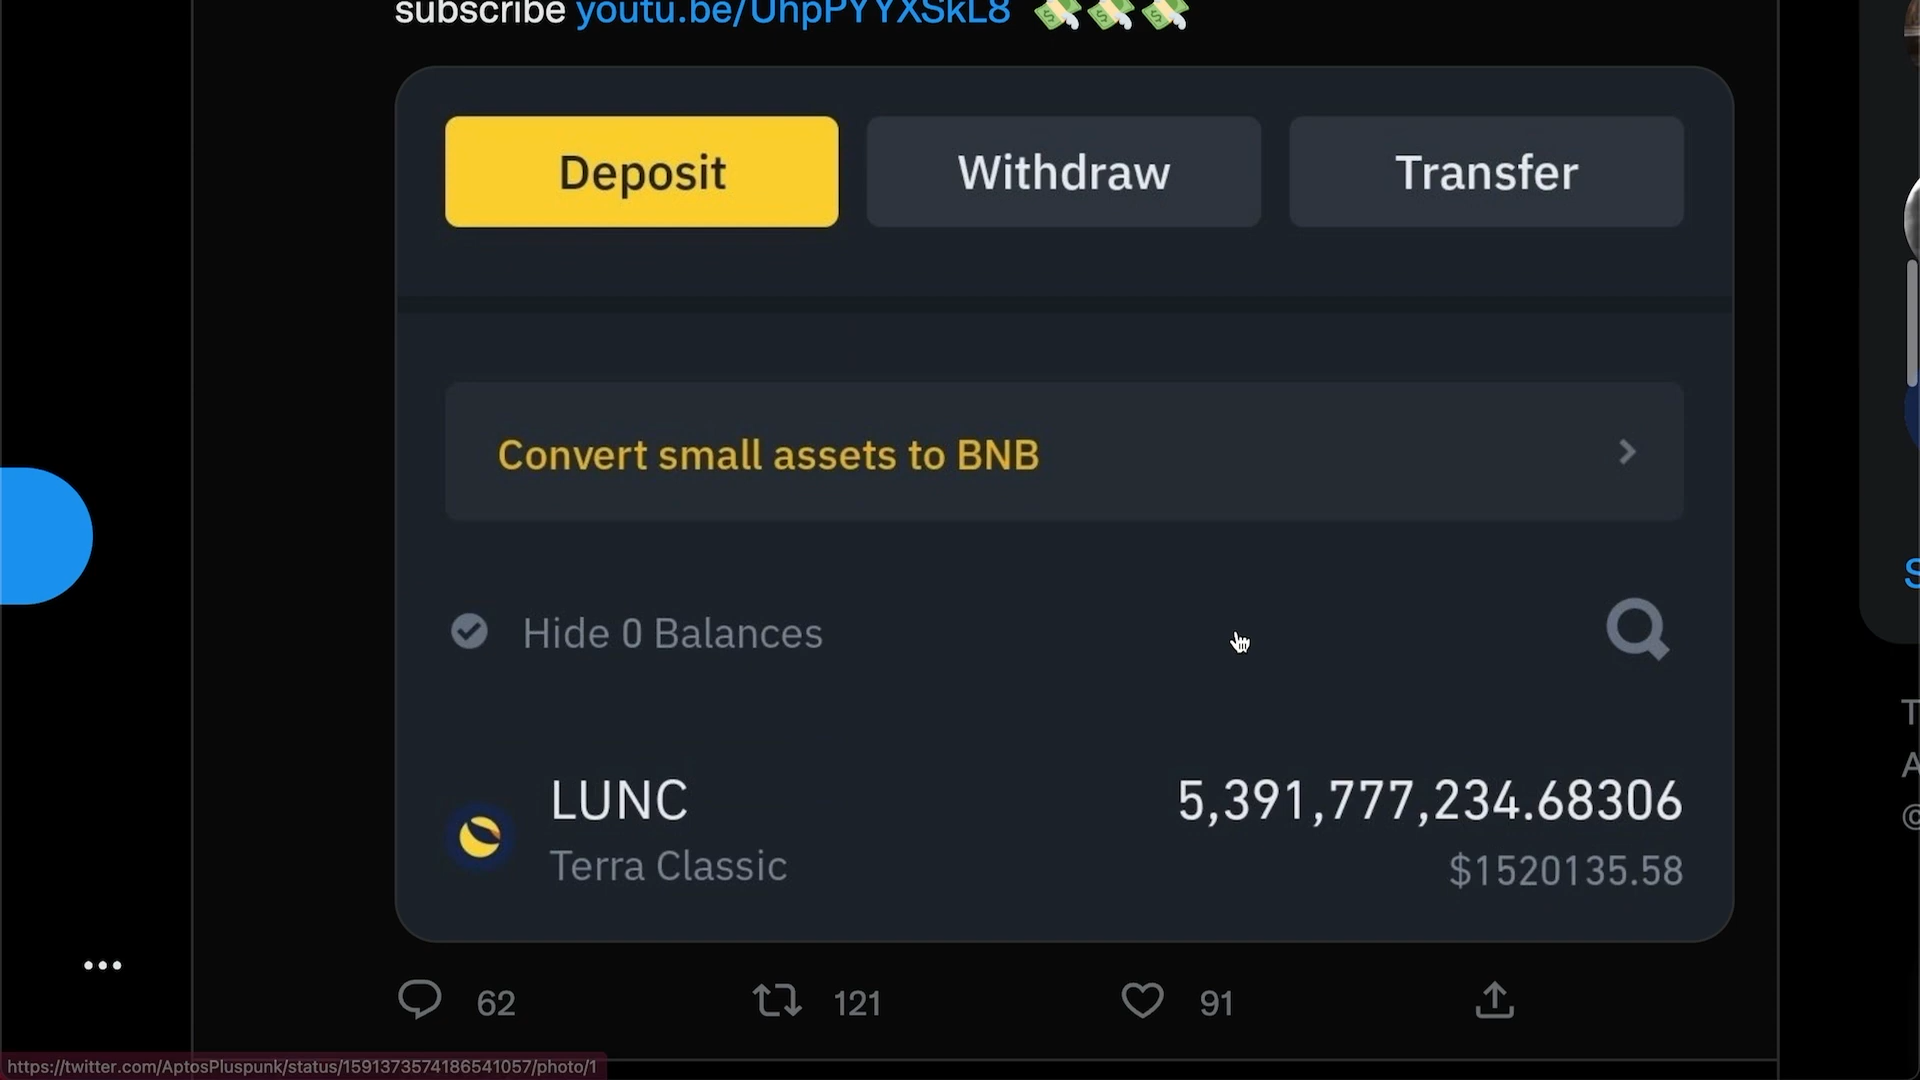 subscribe youtu.be/UhpPYYXSkL8
Deposit
Withdraw
Transfer
Convert small assets to BNB
Hide 0 Balances
LUNC
5,391,777,234.68306
Terra Classic
$1520135.58
62
121
91
S
T
A
©
https://twitter.com/AptosPluspunk/status/1591373574186541057/photo/1